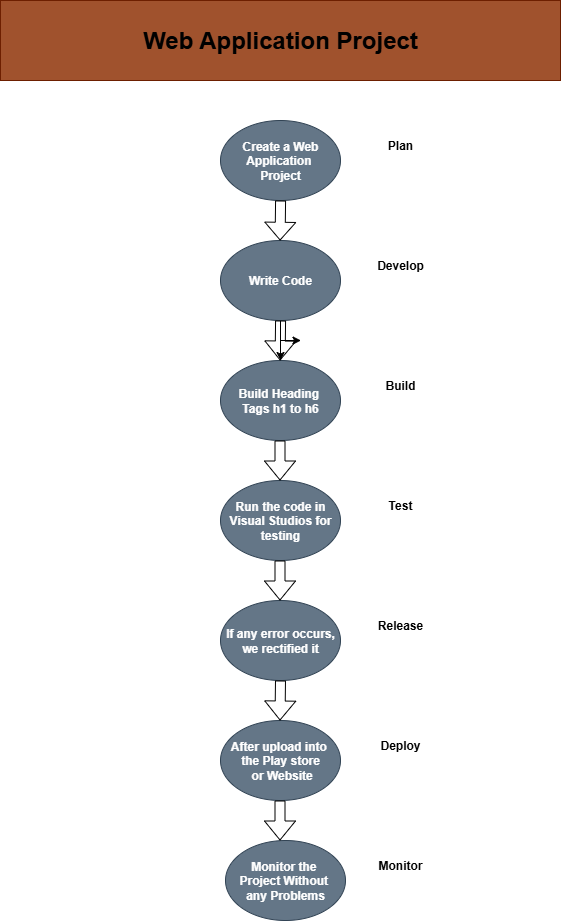 Web Application Project
Create a Web
Application
Project
Plan
Write Code
Develop
Build Heading
Tags h1 to h6
Build
Run the code in
Visual Studios for
testing
Test
If any error occurs,
we rectified it
Release
After upload into
the Play store
or Website
Deploy
Monitor the
Project Without
any Problems
Monitor